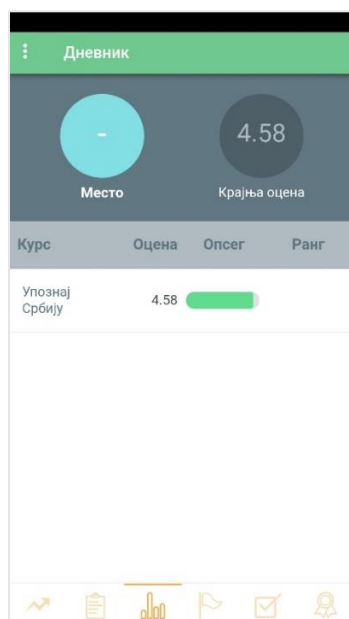 Дневник
-
4.58
Место
Крајња оцена
Курс Оцена Опсег Ранг
Упознај
Србију
4.58